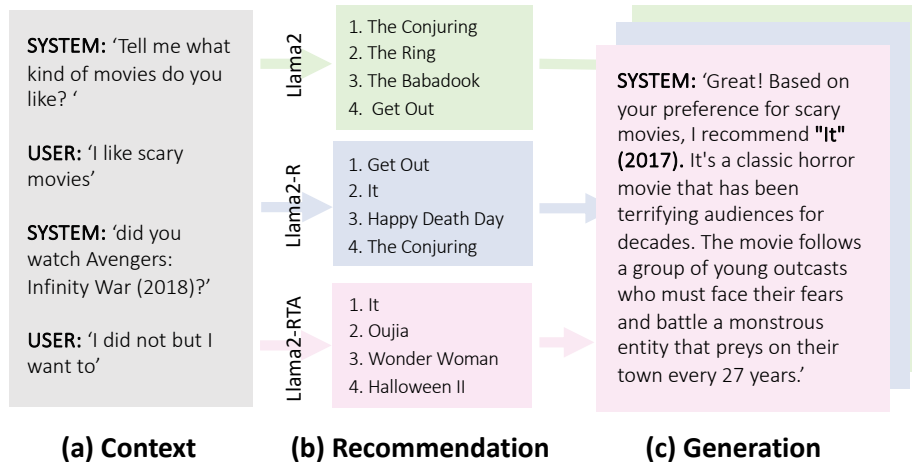 SYSTEM: ‘Tell me what
kind of movies do you
like? ‘
USER: ‘I like scary
movies’
SYSTEM: ‘did you
watch Avengers:
Infinity War (2018)?’
USER: ‘I did not but I
want to’
(a) Context
Llama2
1. The Conjuring
2. The Ring
3. The Babadook
4. Get Out
Llama2-R
1. Get Out
2. It
3. Happy Death Day
4. The Conjuring
Llama2-RTA
1. It
2. Oujia
3. Wonder Woman
4. Halloween II
(b) Recommendation
SYSTEM: ‘Great! Based on
your preference for scary
movies, I recommend "It"
(2017). It's a classic horror
movie that has been
terrifying audiences for
decades. The movie follows
a group of young outcasts
who must face their fears
and battle a monstrous
entity that preys on their
town every 27 years.’
(c) Generation